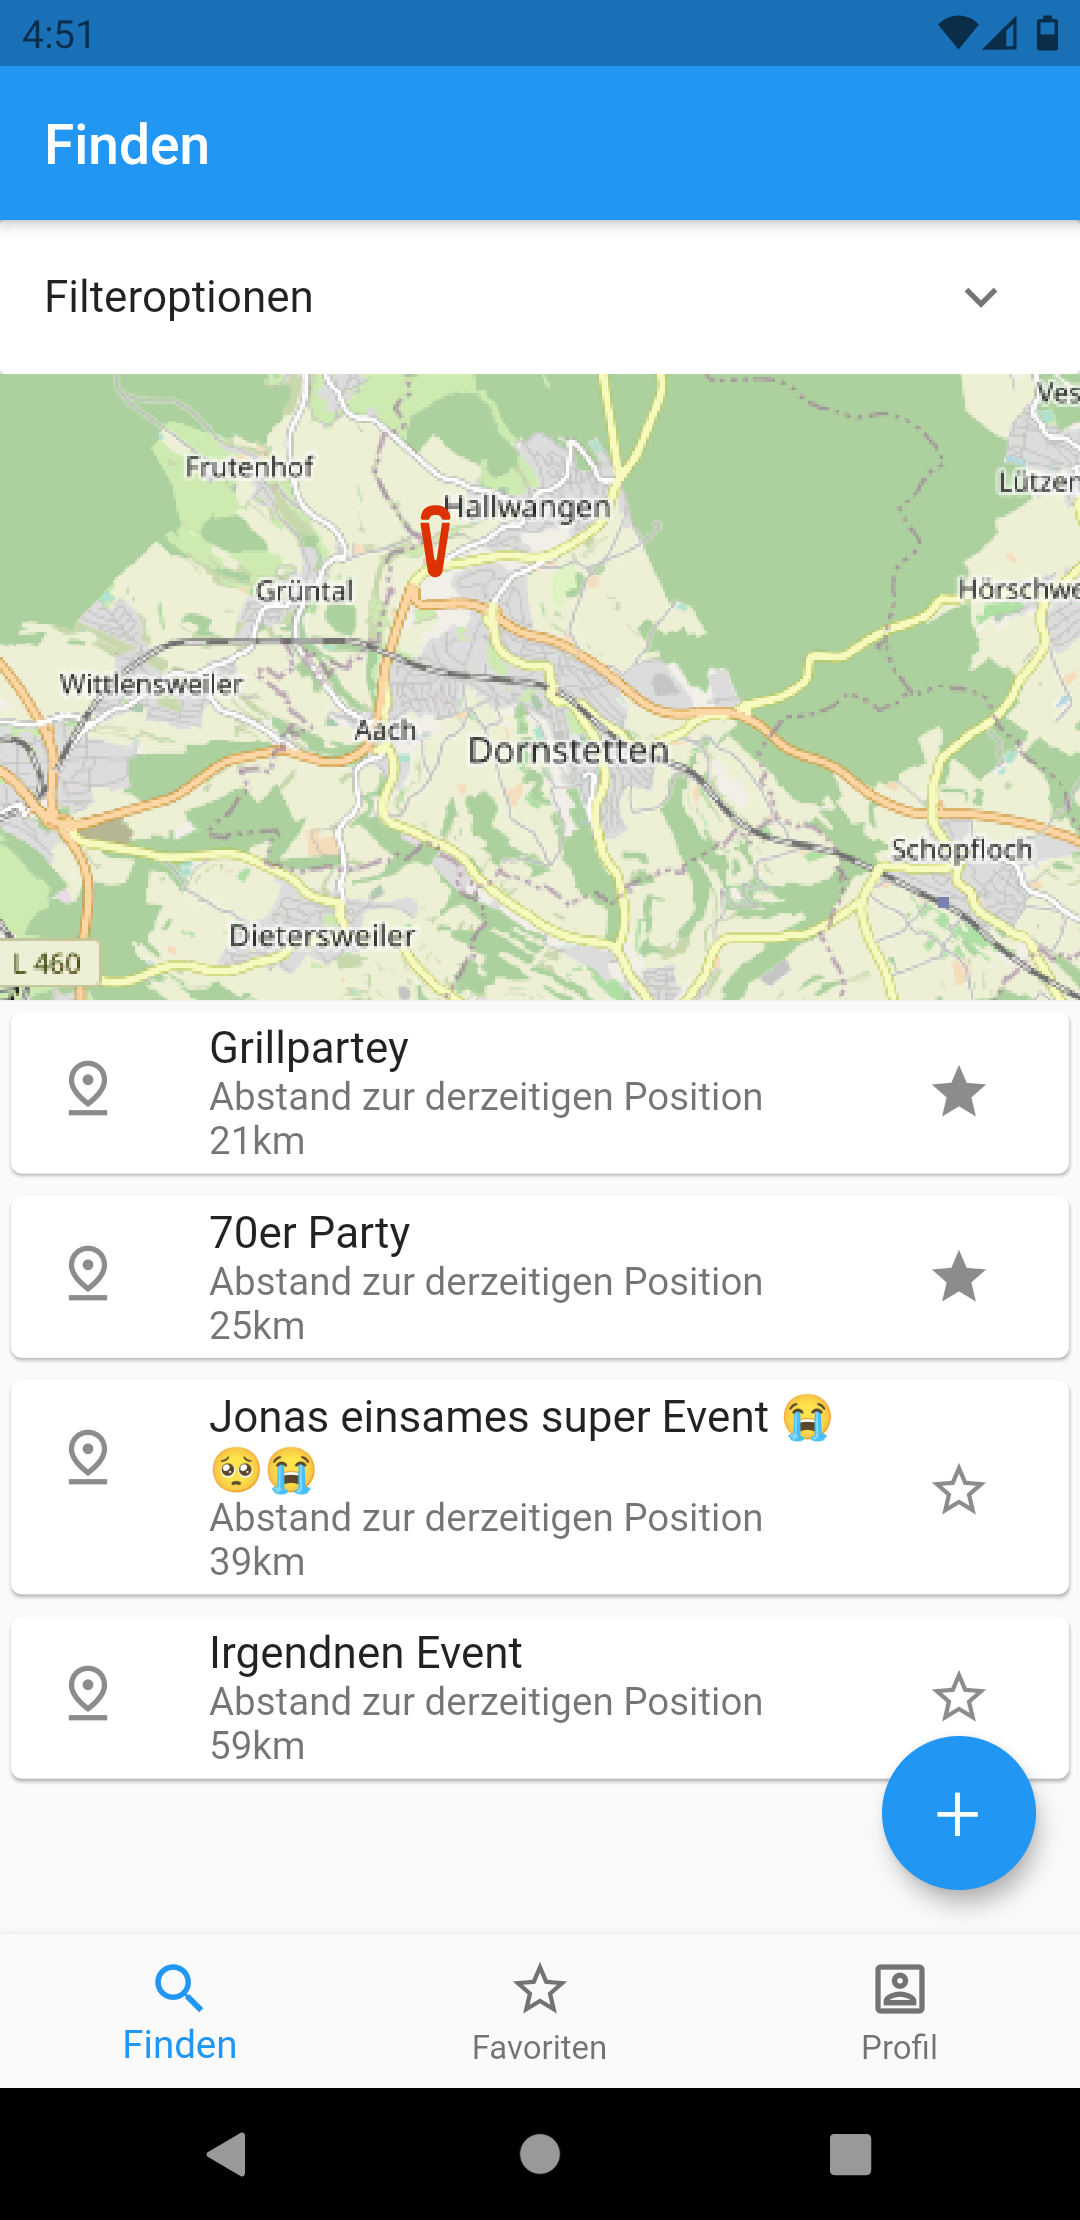 4:51
Finden
Filteroptionen
Ves
Frutenhof
Lützer
Hallwangen
Grüntal
Hörschwe
Wittlensweiler
Aach
Dornstetten
Schopfloch
Dietersweiler
L 460
Grillpartey
Abstand zur derzeitigen Position
21km
70er Party
Abstand zur derzeitigen Position
25km
Jonas einsames super Event 😭
🥺😭
Abstand zur derzeitigen Position
39km
Irgendnen Event
Abstand zur derzeitigen Position
59km
Finden
Favoriten
Profil